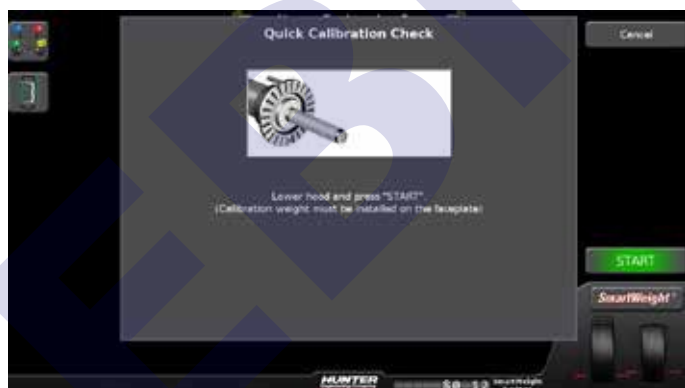 Quick Calibration Check
Cancel
Lower hood and press "START".
(Calibration weight must be installed on the faceplate)
START
SmartWeight
HUNTER
SmartWeight